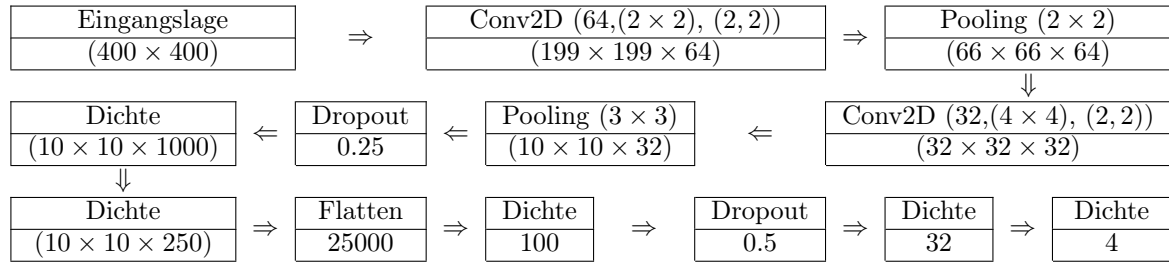 Eingangslage ⇒ Conv2D (64,(2 × 2), (2, 2)) ⇒ Pooling (2 × 2)
(400 × 400) (199 × 199 × 64) (66 × 66 × 64)
⇓
Dichte ⇐ Dropout ⇐ Pooling (3 × 3) ⇐ Conv2D (32,(4 × 4), (2, 2))
(10 × 10 × 1000) 0.25 (10 × 10 × 32) (32 × 32 × 32)
⇓
Dichte ⇒ Flatten ⇒ Dichte ⇒ Dropout ⇒ Dichte ⇒ Dichte
(10 × 10 × 250) 25000 100 0.5 32 4